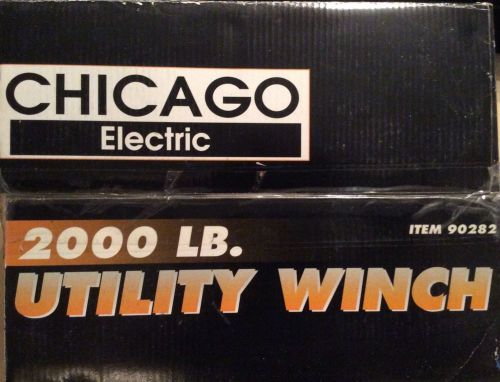 CHICAGO
Electric
2000 LB.
ITEM 90282
UTILITY WINCH